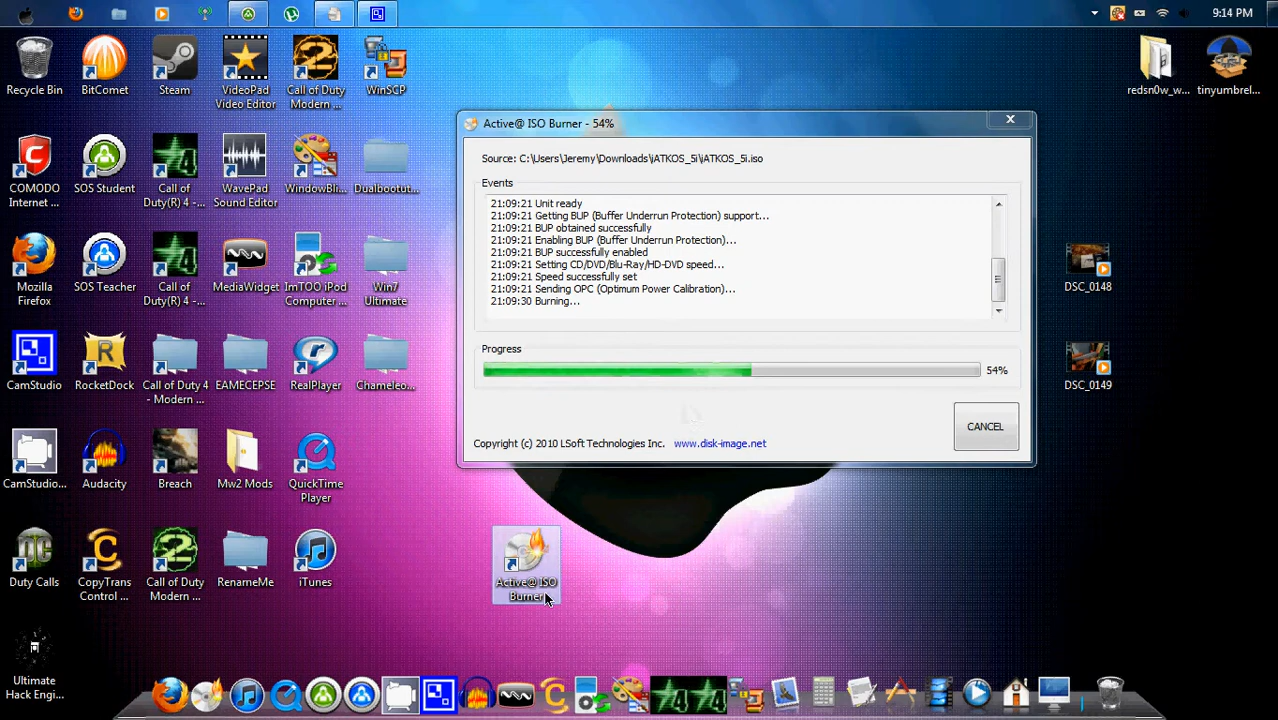 9:14 PM
Recycle Bin
BitComet
Steam
VideoPad
Video Editor
Call of Duty
Modern ...
WinSCP
redsn0w_w...
tinyumbrel...
COMODO
Internet ...
SOS Student
Call of
Duty(R) 4 -...
WavePad
Sound Editor
WindowBli...
Dualbootut...
Mozilla
Firefox
SOS Teacher
Call of
Duty(R) 4 -...
MediaWidget
ImTOO iPod
Computer ...
Win7
Ultimate
CamStudio
RocketDock
Call of Duty 4
- Modern ...
EAMECEPSE
RealPlayer
Chameleo...
CamStudio...
Audacity
Breach
Mw2 Mods
QuickTime
Player
Duty Calls
CopyTrans
Control ...
Call of Duty
Modern ...
RenameMe
iTunes
Ultimate
Hack Engi...
Active@ ISO Burner - 54%
Source: C:\Users\Jeremy\Downloads\iATKOS_5i\iATKOS_5i.iso
Events
21:09:21 Unit ready
21:09:21 Getting BUP (Buffer Underrun Protection) support...
21:09:21 BUP obtained successfully
21:09:21 Enabling BUP (Buffer Underrun Protection)...
21:09:21 BUP successfully enabled
21:09:21 Setting CD/DVD/Blu-Ray/HD-DVD speed...
21:09:21 Speed successfully set
21:09:21 Sending OPC (Optimum Power Calibration)...
21:09:30 Burning...
Progress
54%
Copyright (c) 2010 LSoft Technologies Inc. www.disk-image.net
CANCEL
DSC_0148
DSC_0149
Active@ ISO
Burner